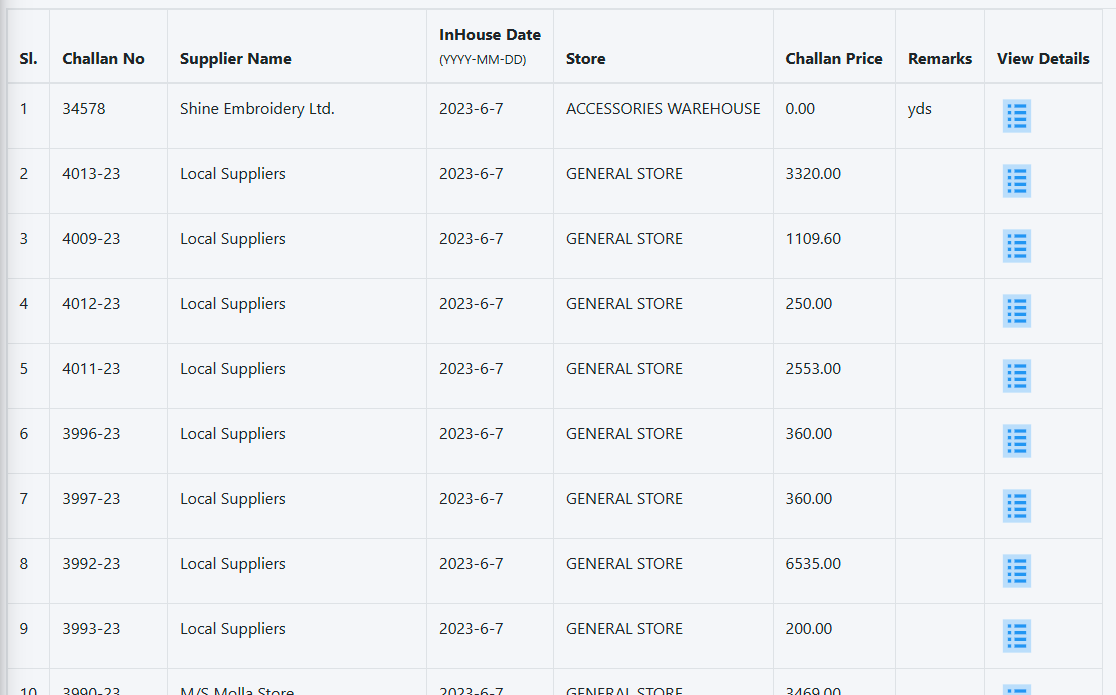 Sl. Challan No Supplier Name InHouse Date (YYYY-MM-DD) Store Challan Price Remarks View Details
1 34578 Shine Embroidery Ltd. 2023-6-7 ACCESSORIES WAREHOUSE 0.00 yds
2 4013-23 Local Suppliers 2023-6-7 GENERAL STORE 3320.00
3 4009-23 Local Suppliers 2023-6-7 GENERAL STORE 1109.60
4 4012-23 Local Suppliers 2023-6-7 GENERAL STORE 250.00
5 4011-23 Local Suppliers 2023-6-7 GENERAL STORE 2553.00
6 3996-23 Local Suppliers 2023-6-7 GENERAL STORE 360.00
7 3997-23 Local Suppliers 2023-6-7 GENERAL STORE 360.00
8 3992-23 Local Suppliers 2023-6-7 GENERAL STORE 6535.00
9 3993-23 Local Suppliers 2023-6-7 GENERAL STORE 200.00
10 3990-23 M/S Molla Store 2023-6-7 GENERAL STORE 3469.00